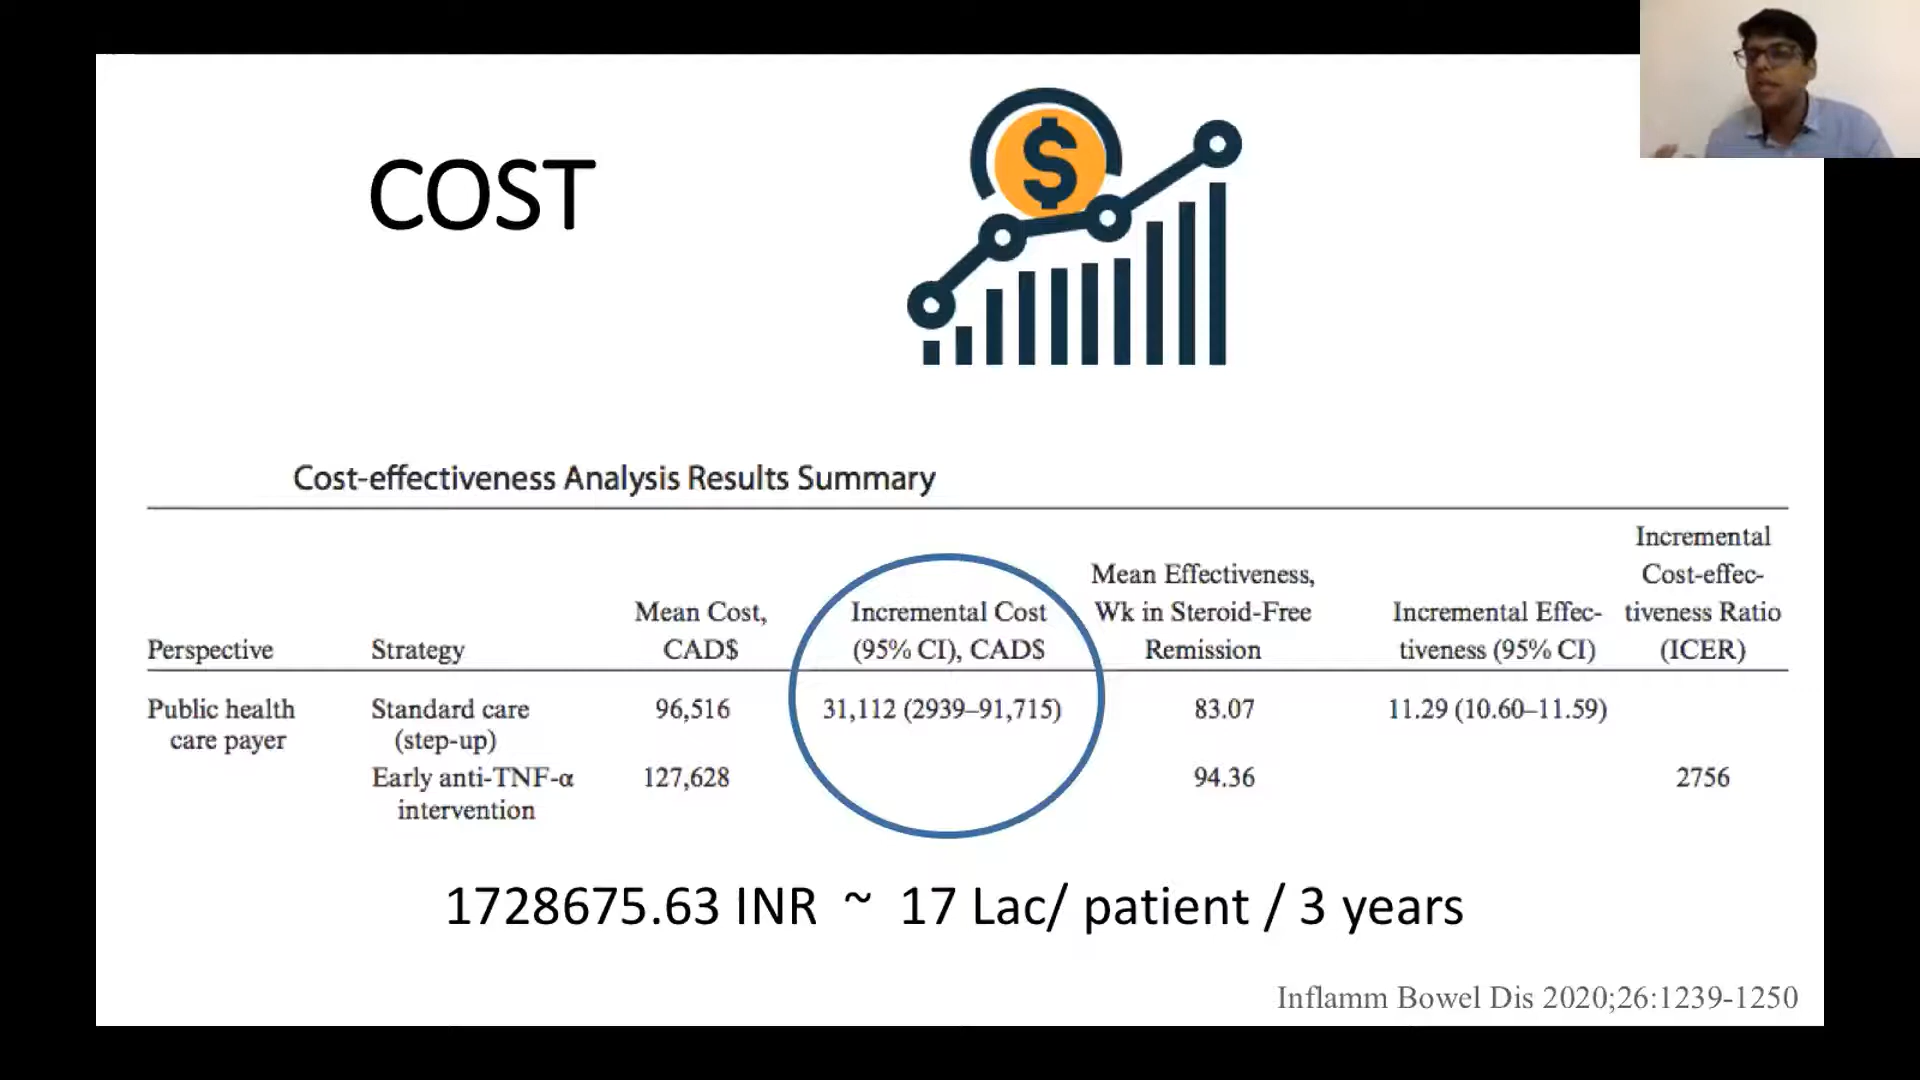 COST
$
Cost-effectiveness Analysis Results Summary
Perspective Strategy Mean Cost, CAD$ Incremental Cost (95% CI), CAD$ Mean Effectiveness, Wk in Steroid-Free Remission Incremental Effec-tiveness (95% CI) Incremental Cost-effec-tiveness Ratio (ICER)
Public health care payer Standard care (step-up) 96,516 31,112 (2939–91,715) 83.07 11.29 (10.60–11.59)
Early anti-TNF-α intervention 127,628 94.36 2756
1728675.63 INR ~ 17 Lac/ patient / 3 years
Inflamm Bowel Dis 2020;26:1239-1250